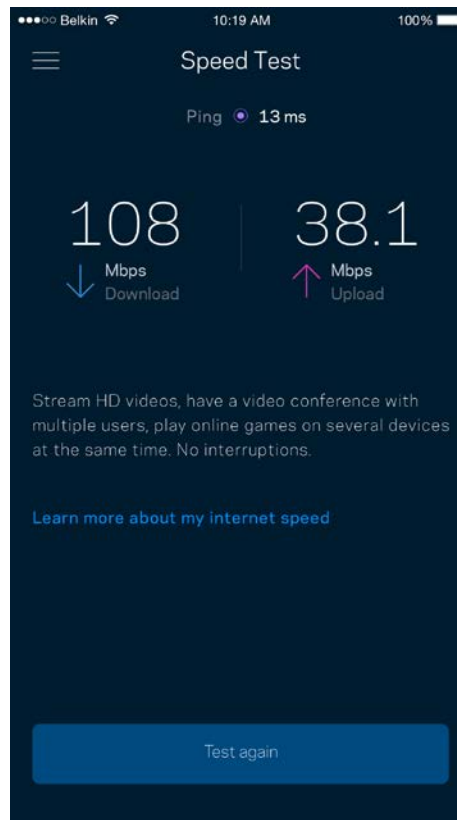 Belkin 10:19 AM 100%
Speed Test
Ping 13 ms
108 38.1
Mbps Mbps
Download Upload
Stream HD videos, have a video conference with
multiple users, play online games on several devices
at the same time. No interruptions.
Learn more about my internet speed
Test again